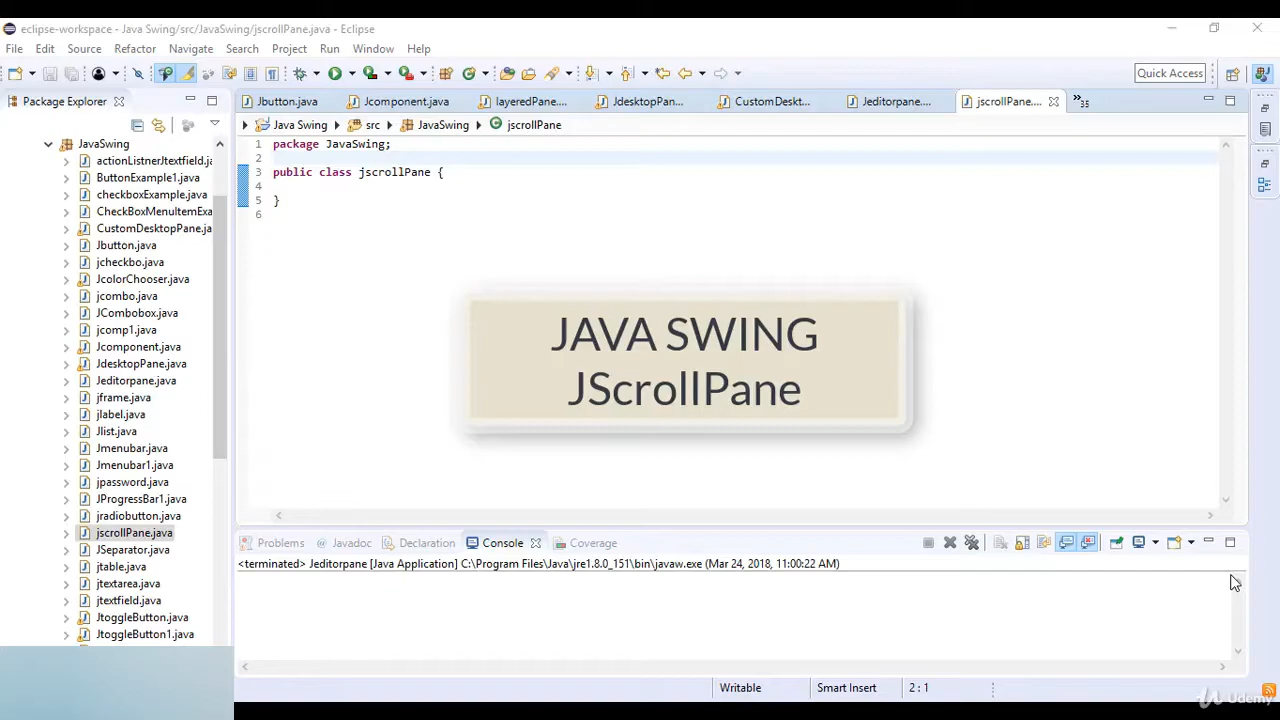 eclipse-workspace - Java Swing/src/JavaSwing/jscrollPane.java - Eclipse
File Edit Source Refactor Navigate Search Project Run Window Help
Quick Access
Package Explorer
Jbutton.java Jcomponent.java layeredPane.... JdesktopPan... CustomDeskt... Jeditorpane.... jscrollPane.... 35
Java Swing src JavaSwing jscrollPane
JavaSwing
actionListnerJtextfield.ja
ButtonExample1.java
checkboxExample.java
CheckBoxMenuItemExa
CustomDesktopPane.ja
Jbutton.java
jcheckbo.java
JcolorChooser.java
jcombo.java
JCombobox.java
jcomp1.java
Jcomponent.java
JdesktopPane.java
Jeditorpane.java
jframe.java
jlabel.java
Jlist.java
Jmenubar.java
Jmenubar1.java
jpassword.java
JProgressBar1.java
jradiobutton.java
jscrollPane.java
JSeparator.java
jtable.java
jtextarea.java
jtextfield.java
JtoggleButton.java
JtoggleButton1.java
1 package JavaSwing;
2
3 public class jscrollPane {
4
5 }
6
JAVA SWING
JScrollPane
Problems Javadoc Declaration Console Coverage
<terminated> Jeditorpane [Java Application] C:\Program Files\Java\jre1.8.0_151\bin\javaw.exe (Mar 24, 2018, 11:00:22 AM)
Writable Smart Insert 2 : 1
Udemy